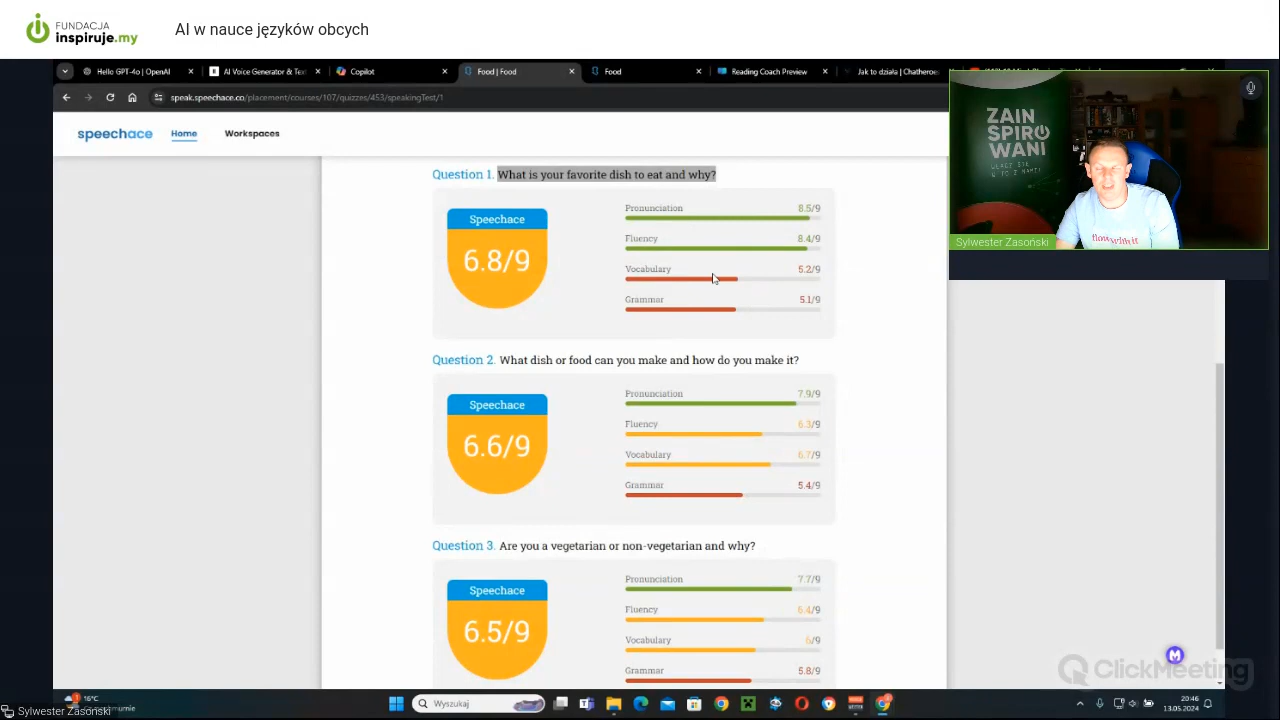 FUNDACJA
inspiruje.my
AI w nauce języków obcych
Hello GPT-4o | OpenAI
AI Voice Generator & Text
Copilot
Food | Food
Food
Reading Coach Preview
Jak to działa | Chatheroes
speak.speechace.co/placement/courses/107/quizzes/453/speakingTest/1
speechace
Home
Workspaces
ZAIN
SPIRO
WANI
Sylwester Zasoński
Question 1. What is your favorite dish to eat and why?
Speechace
6.8/9
Pronunciation 8.5/9
Fluency 8.4/9
Vocabulary 5.2/9
Grammar 5.1/9
Question 2. What dish or food can you make and how do you make it?
Speechace
6.6/9
Pronunciation 7.9/9
Fluency 6.3/9
Vocabulary 6.7/9
Grammar 5.4/9
Question 3. Are you a vegetarian or non-vegetarian and why?
Speechace
6.5/9
Pronunciation 7.7/9
Fluency 6.4/9
Vocabulary 6/9
Grammar 5.8/9
ClickMeeting
16°C
Wyszukaj
20:46
13.05.2024
Sylwester Zasoński